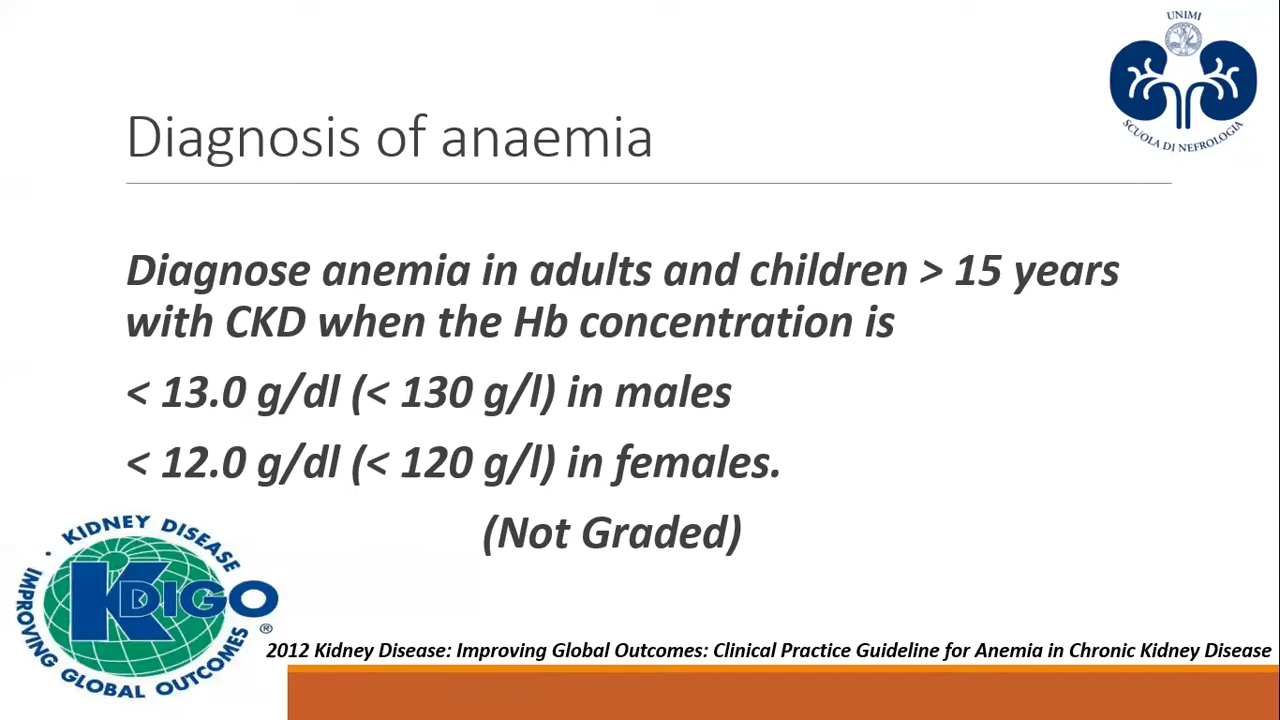 UNIMI
SCUOLA DI NEFROLOGIA
Diagnosis of anaemia
Diagnose anemia in adults and children > 15 years
with CKD when the Hb concentration is
< 13.0 g/dl (< 130 g/l) in males
< 12.0 g/dl (< 120 g/l) in females.
(Not Graded)
· KIDNEY DISEASE ·
IMPROVING GLOBAL OUTCOMES
KDIGO
®
2012 Kidney Disease: Improving Global Outcomes: Clinical Practice Guideline for Anemia in Chronic Kidney Disease